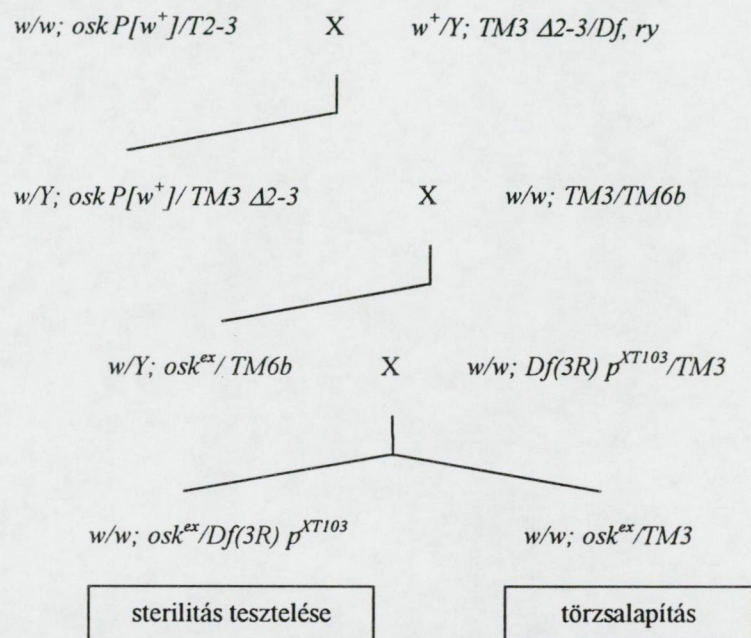 w/w; osk P[w⁺]/T2-3 X w⁺/Y; TM3 Δ2-3/Df, ry
w/Y; osk P[w⁺]/ TM3 Δ2-3 X w/w; TM3/TM6b
w/Y; osk^ex/ TM6b X w/w; Df(3R) p^XT103/TM3
w/w; osk^ex/Df(3R) p^XT103 w/w; osk^ex/TM3
sterilitás tesztelése törzsalapítás